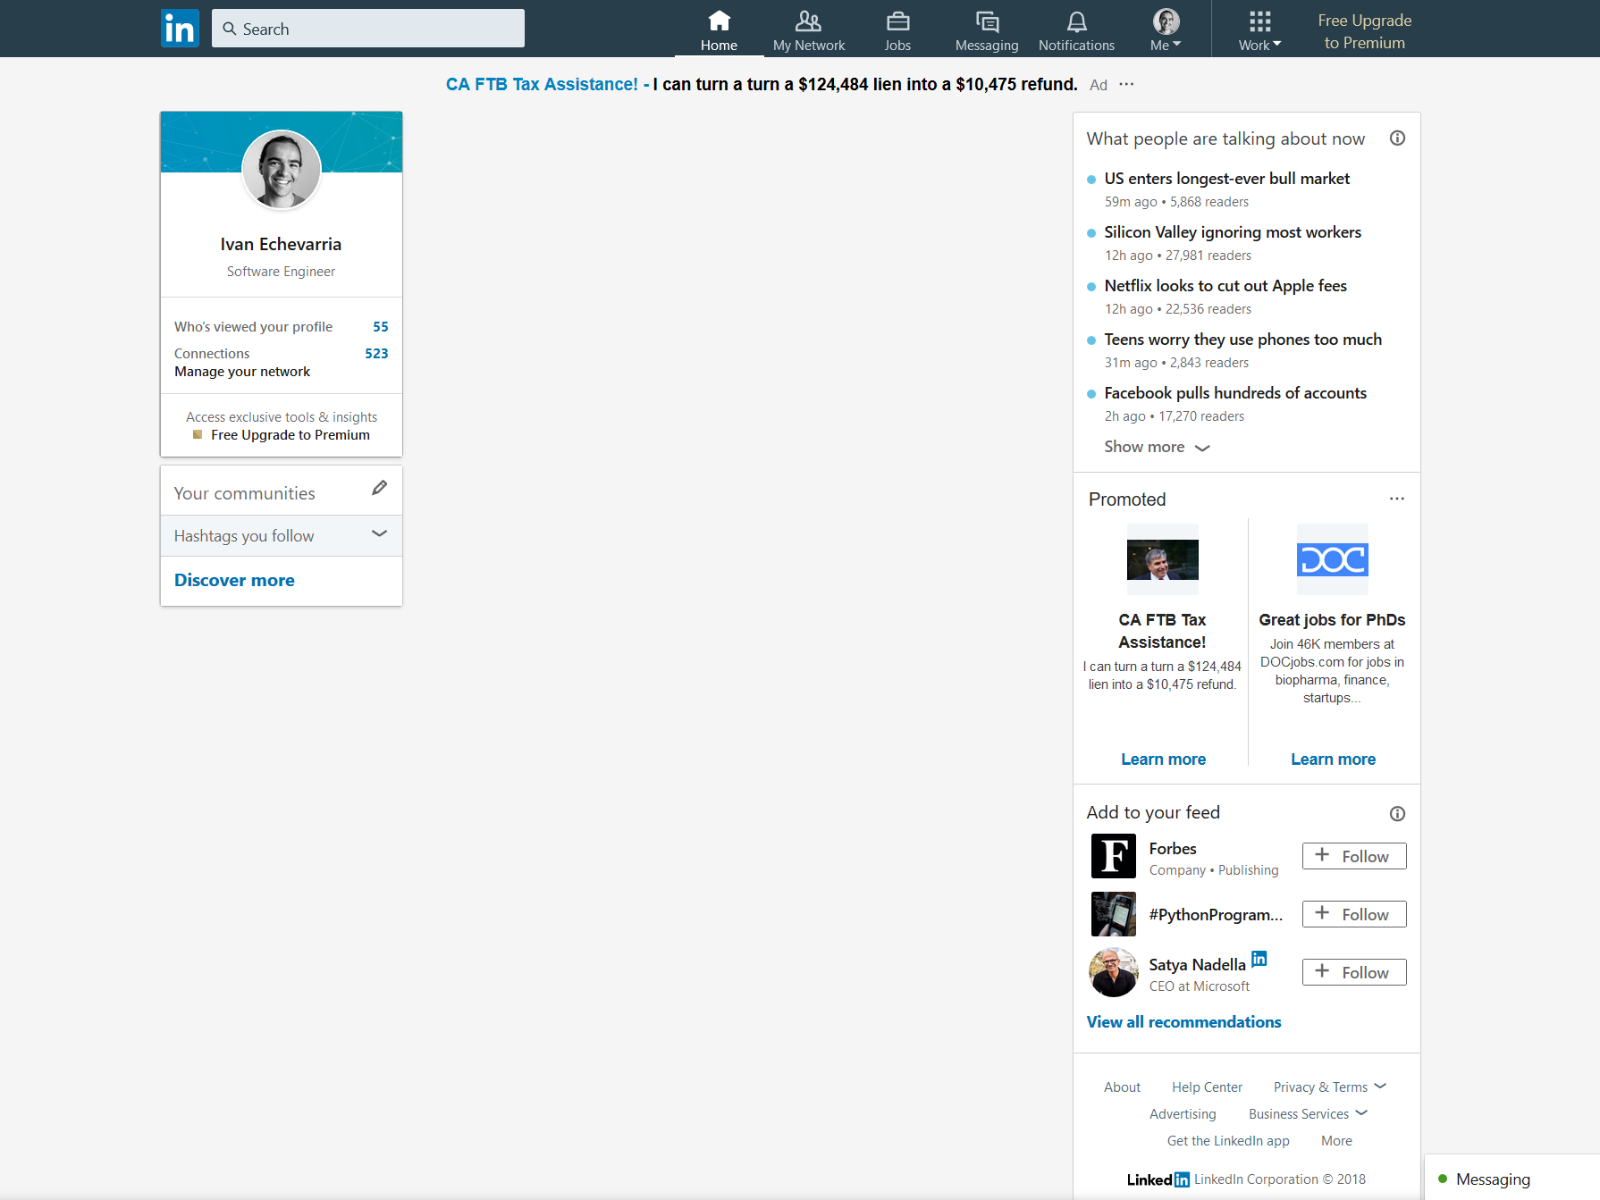 in
Search
Home
My Network
Jobs
Messaging
Notifications
Me
Work
Free Upgrade
to Premium
CA FTB Tax Assistance! - I can turn a turn a $124,484 lien into a $10,475 refund. Ad ···
Ivan Echevarria
Software Engineer
Who's viewed your profile 55
Connections 523
Manage your network
Access exclusive tools & insights
Free Upgrade to Premium
Your communities
Hashtags you follow
Discover more
What people are talking about now
US enters longest-ever bull market
59m ago • 5,868 readers
Silicon Valley ignoring most workers
12h ago • 27,981 readers
Netflix looks to cut out Apple fees
12h ago • 22,536 readers
Teens worry they use phones too much
31m ago • 2,843 readers
Facebook pulls hundreds of accounts
2h ago • 17,270 readers
Show more
Promoted ···
CA FTB Tax
Assistance!
I can turn a turn a $124,484
lien into a $10,475 refund.
Learn more
DOC
Great jobs for PhDs
Join 46K members at
DOCjobs.com for jobs in
biopharma, finance,
startups...
Learn more
Add to your feed
F
Forbes
Company • Publishing
+ Follow
#PythonProgram...
+ Follow
Satya Nadella in
CEO at Microsoft
+ Follow
View all recommendations
About Help Center Privacy & Terms
Advertising Business Services
Get the LinkedIn app More
Linked in LinkedIn Corporation © 2018
Messaging